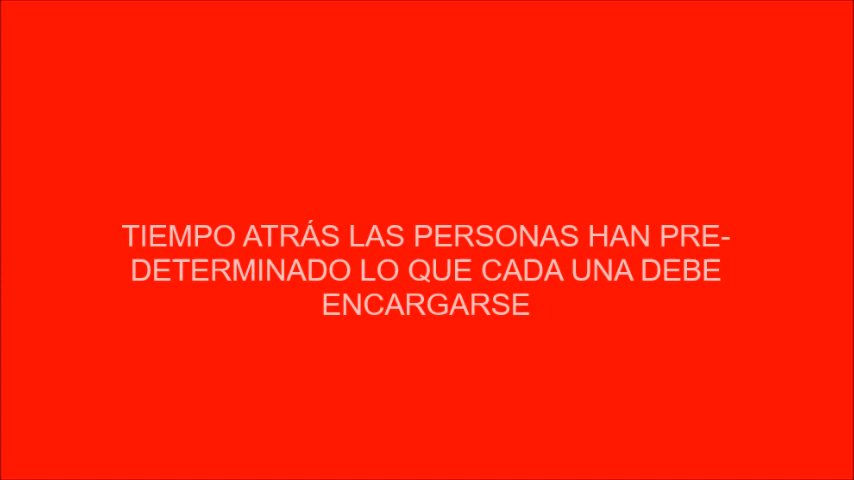 TIEMPO ATRÁS LAS PERSONAS HAN PRE-
DETERMINADO LO QUE CADA UNA DEBE
ENCARGARSE